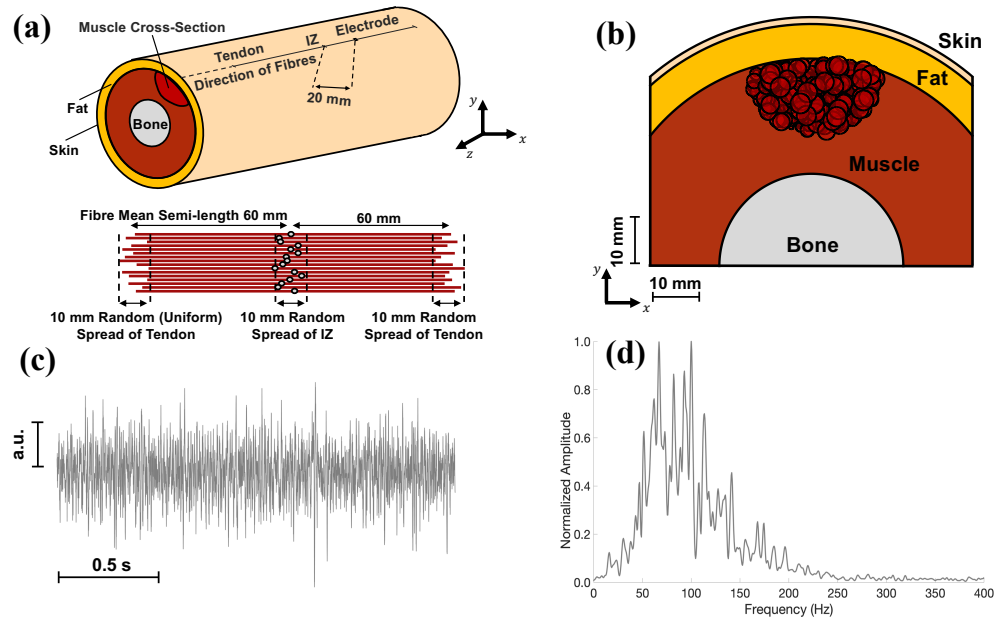 (a)
Muscle Cross-Section
Tendon
IZ
Electrode
Direction of Fibres
20 mm
Fat
Bone
Skin
y
x
z
Fibre Mean Semi-length 60 mm
60 mm
10 mm Random (Uniform)
Spread of Tendon
10 mm Random
Spread of IZ
10 mm Random
Spread of Tendon
(b)
Skin
Fat
Muscle
Bone
10 mm
y
x
10 mm
(c)
a.u.
0.5 s
(d)
Normalized Amplitude
1.0
0.8
0.6
0.4
0.2
0.0
0 50 100 150 200 250 300 350 400
Frequency (Hz)